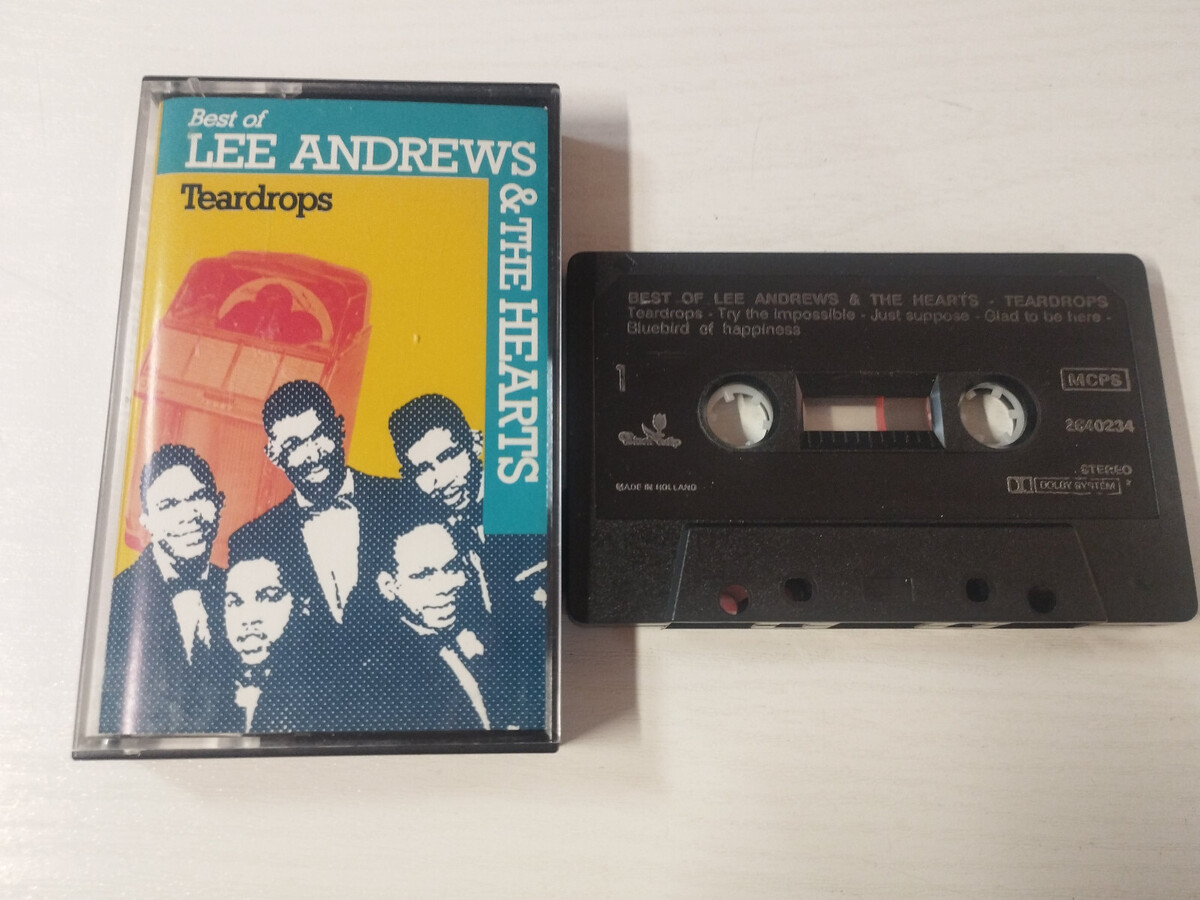 Best of
LEE ANDREWS
& THE HEARTS
Teardrops
BEST OF LEE ANDREWS & THE HEARTS - TEARDROPS
Teardrops - Try the impossible - Just suppose - Glad to be here -
Bluebird of happiness
1
MCPS
2640234
STEREO
DOLBY SYSTEM
MADE IN HOLLAND